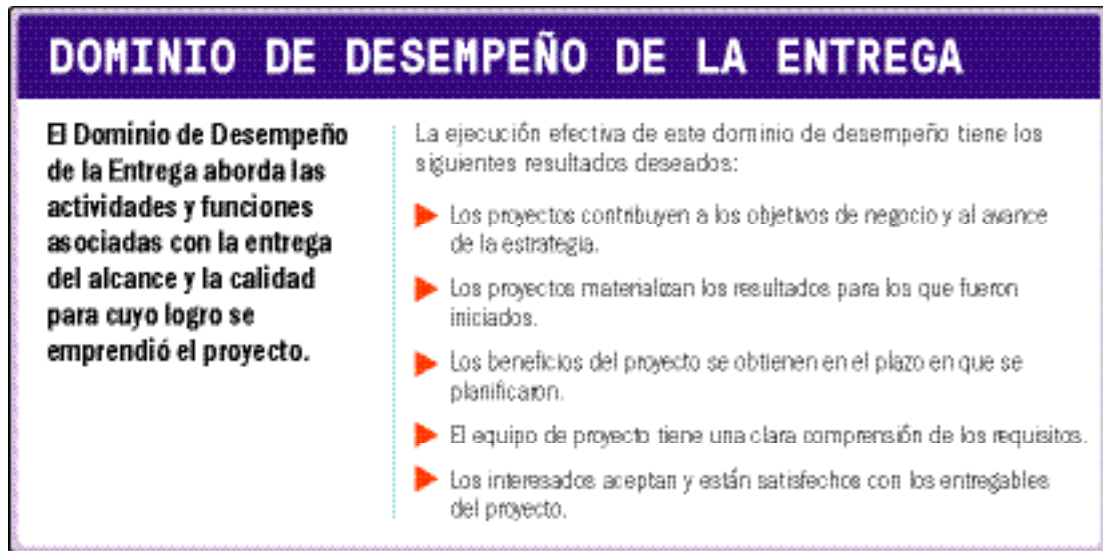 DOMINIO DE DESEMPEÑO DE LA ENTREGA
El Dominio de Desempeño
de la Entrega aborda las
actividades y funciones
asociadas con la entrega
del alcance y la calidad
para cuyo logro se
emprendió el proyecto.
La ejecución efectiva de este dominio de desempeño tiene los
siguientes resultados deseados:
Los proyectos contribuyen a los objetivos de negocio y al avance
de la estrategia.
Los proyectos materializan los resultados para los que fueron
iniciados.
Los beneficios del proyecto se obtienen en el plazo en que se
planificaron.
El equipo de proyecto tiene una clara comprensión de los requisitos.
Los interesados aceptan y están satisfechos con los entregables
del proyecto.